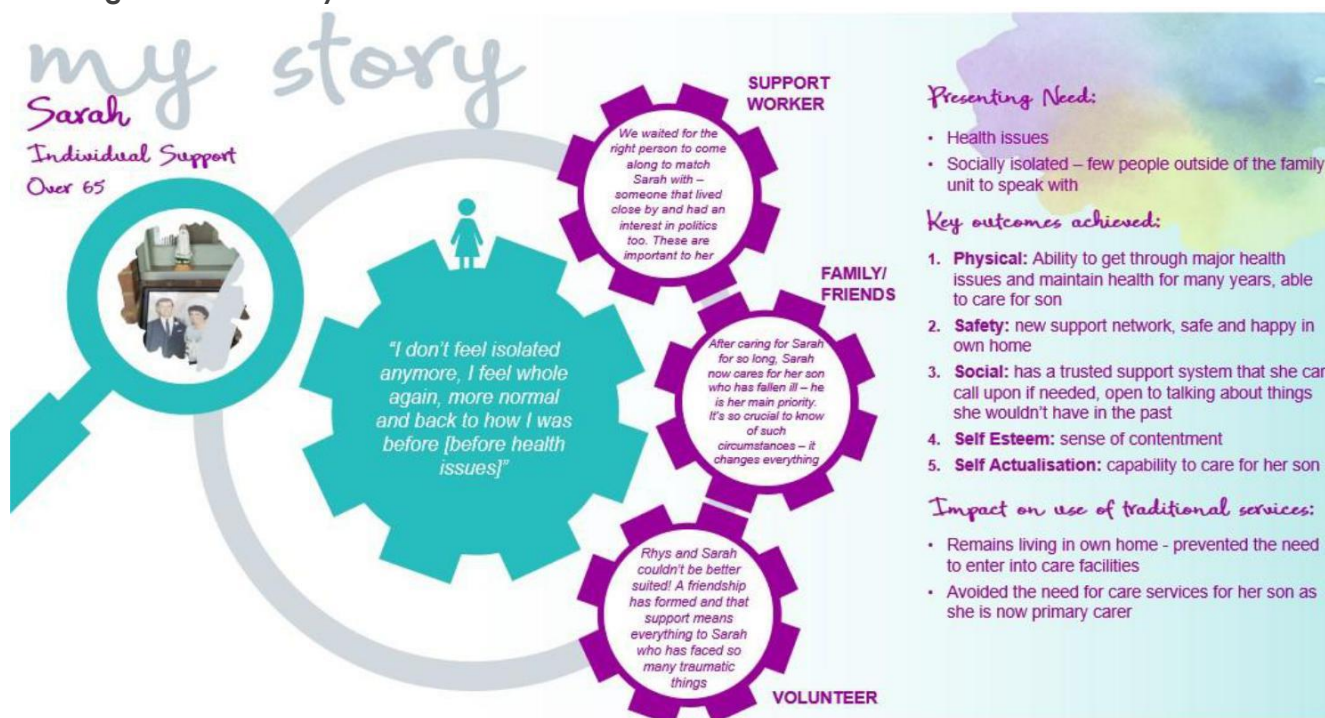 my story
Sarah
Individual Support
Over 65
"I don't feel isolated
anymore, I feel whole
again, more normal
and back to how I was
before [before health
issues]"
SUPPORT
WORKER
We waited for the
right person to come
along to match
Sarah with –
someone that lived
close by and had an
interest in politics
too. These are
important to her
FAMILY/
FRIENDS
After caring for Sarah
for so long, Sarah
now cares for her son
who has fallen ill – he
is her main priority.
It's so crucial to know
of such
circumstances – it
changes everything
Rhys and Sarah
couldn't be better
suited! A friendship
has formed and that
support means
everything to Sarah
who has faced so
many traumatic
things
VOLUNTEER
Presenting Need:
• Health issues
• Socially isolated – few people outside of the family
unit to speak with
Key outcomes achieved:
1. Physical: Ability to get through major health
issues and maintain health for many years, able
to care for son
2. Safety: new support network, safe and happy in
own home
3. Social: has a trusted support system that she can
call upon if needed, open to talking about things
she wouldn't have in the past
4. Self Esteem: sense of contentment
5. Self Actualisation: capability to care for her son
Impact on use of traditional services:
• Remains living in own home - prevented the need
to enter into care facilities
• Avoided the need for care services for her son as
she is now primary carer